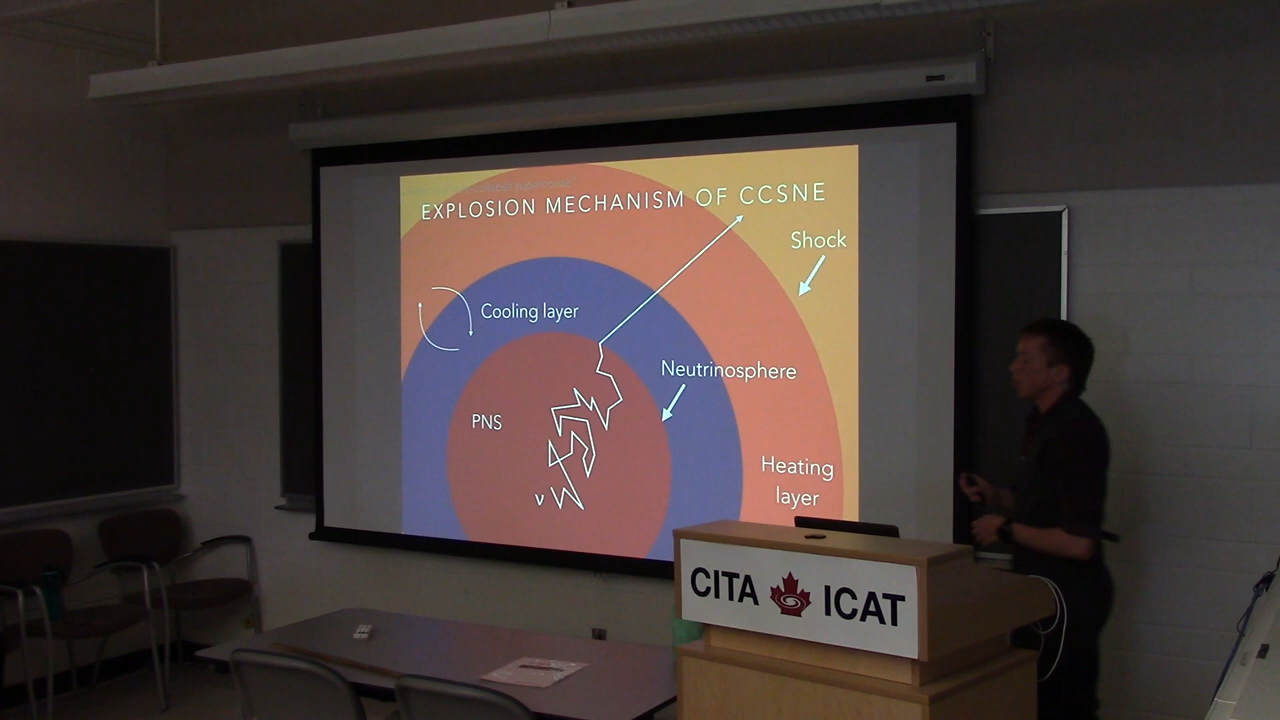 EXPLOSION MECHANISM OF CCSNE
Shock
Cooling layer
Neutrinosphere
PNS
Heating
layer
ν
CITA ICAT